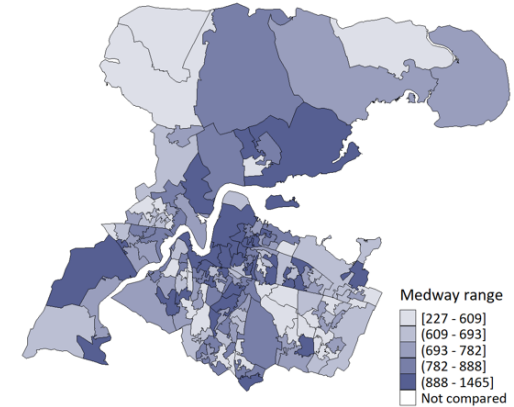 Medway range
[227 - 609]
(609 - 693]
(693 - 782]
(782 - 888]
(888 - 1465]
Not compared